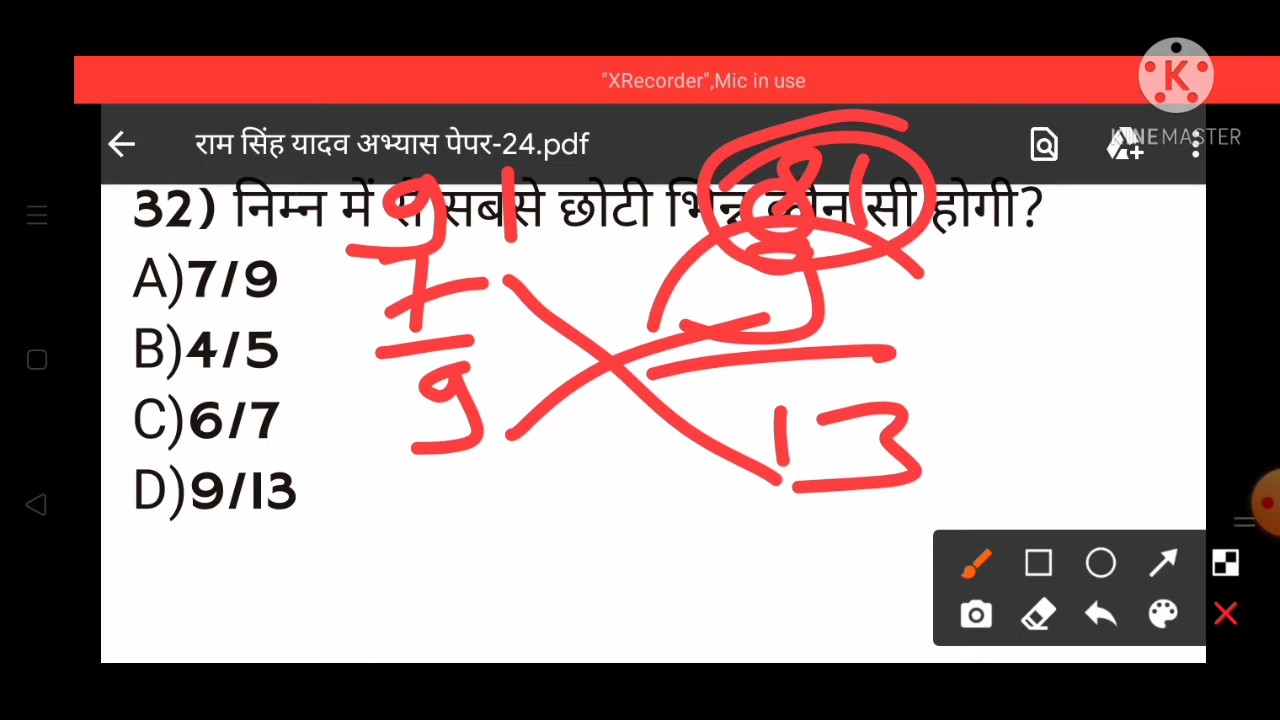 "XRecorder",Mic in use
K
KINEMASTER
राम सिंह यादव अभ्यास पेपर-24.pdf
32) निम्न में से सबसे छोटी भिन्न कौन सी होगी?
91
81
A)7/9
B)4/5
C)6/7
D)9/13
7
9
9
13